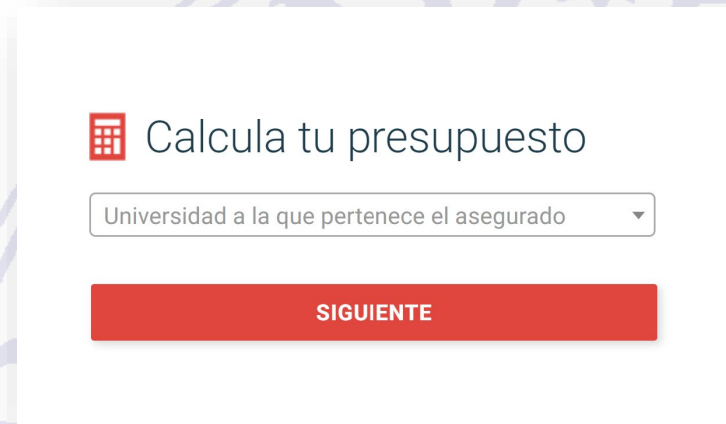 Calcula tu presupuesto
Universidad a la que pertenece el asegurado
SIGUIENTE